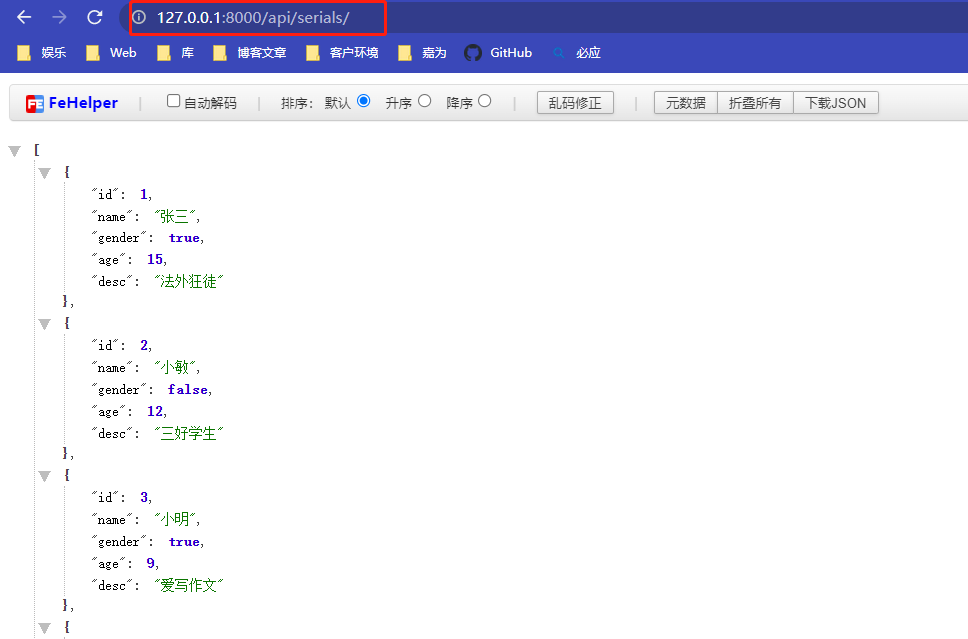 127.0.0.1:8000/api/serials/
娱乐 Web 库 博客文章 客户环境 嘉为 GitHub 必应
FE FeHelper | 自动解码 | 排序: 默认 升序 降序 | 乱码修正 | 元数据 折叠所有 下载JSON
[
{
"id": 1,
"name": "张三",
"gender": true,
"age": 15,
"desc": "法外狂徒"
},
{
"id": 2,
"name": "小敏",
"gender": false,
"age": 12,
"desc": "三好学生"
},
{
"id": 3,
"name": "小明",
"gender": true,
"age": 9,
"desc": "爱写作文"
},
{